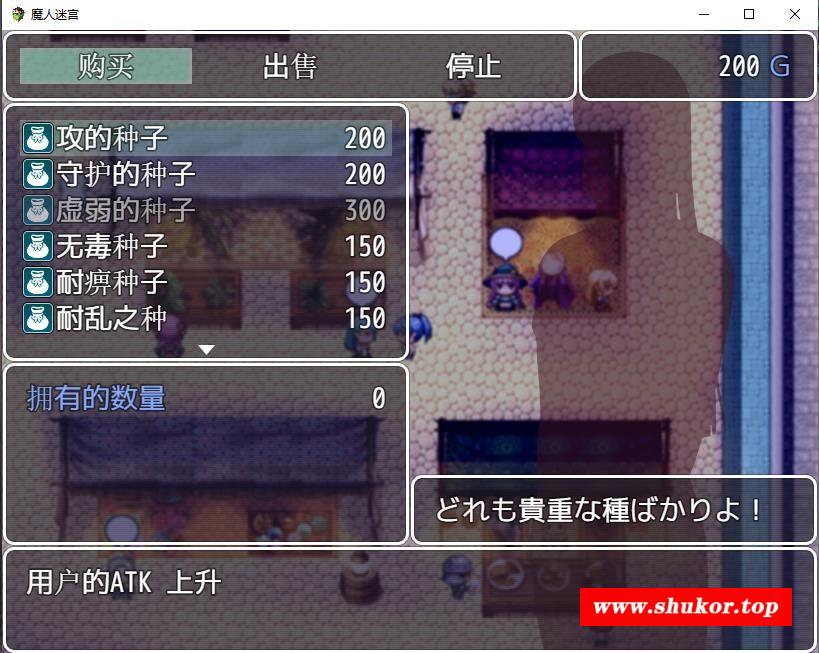 魔人迷宫
购买 出售 停止 200 G
攻的种子 200
守护的种子 200
虚弱的种子 300
无毒种子 150
耐痹种子 150
耐乱之种 150
拥有的数量 0
どれも貴重な種ばかりよ！
用户的ATK 上升
www.shukor.top